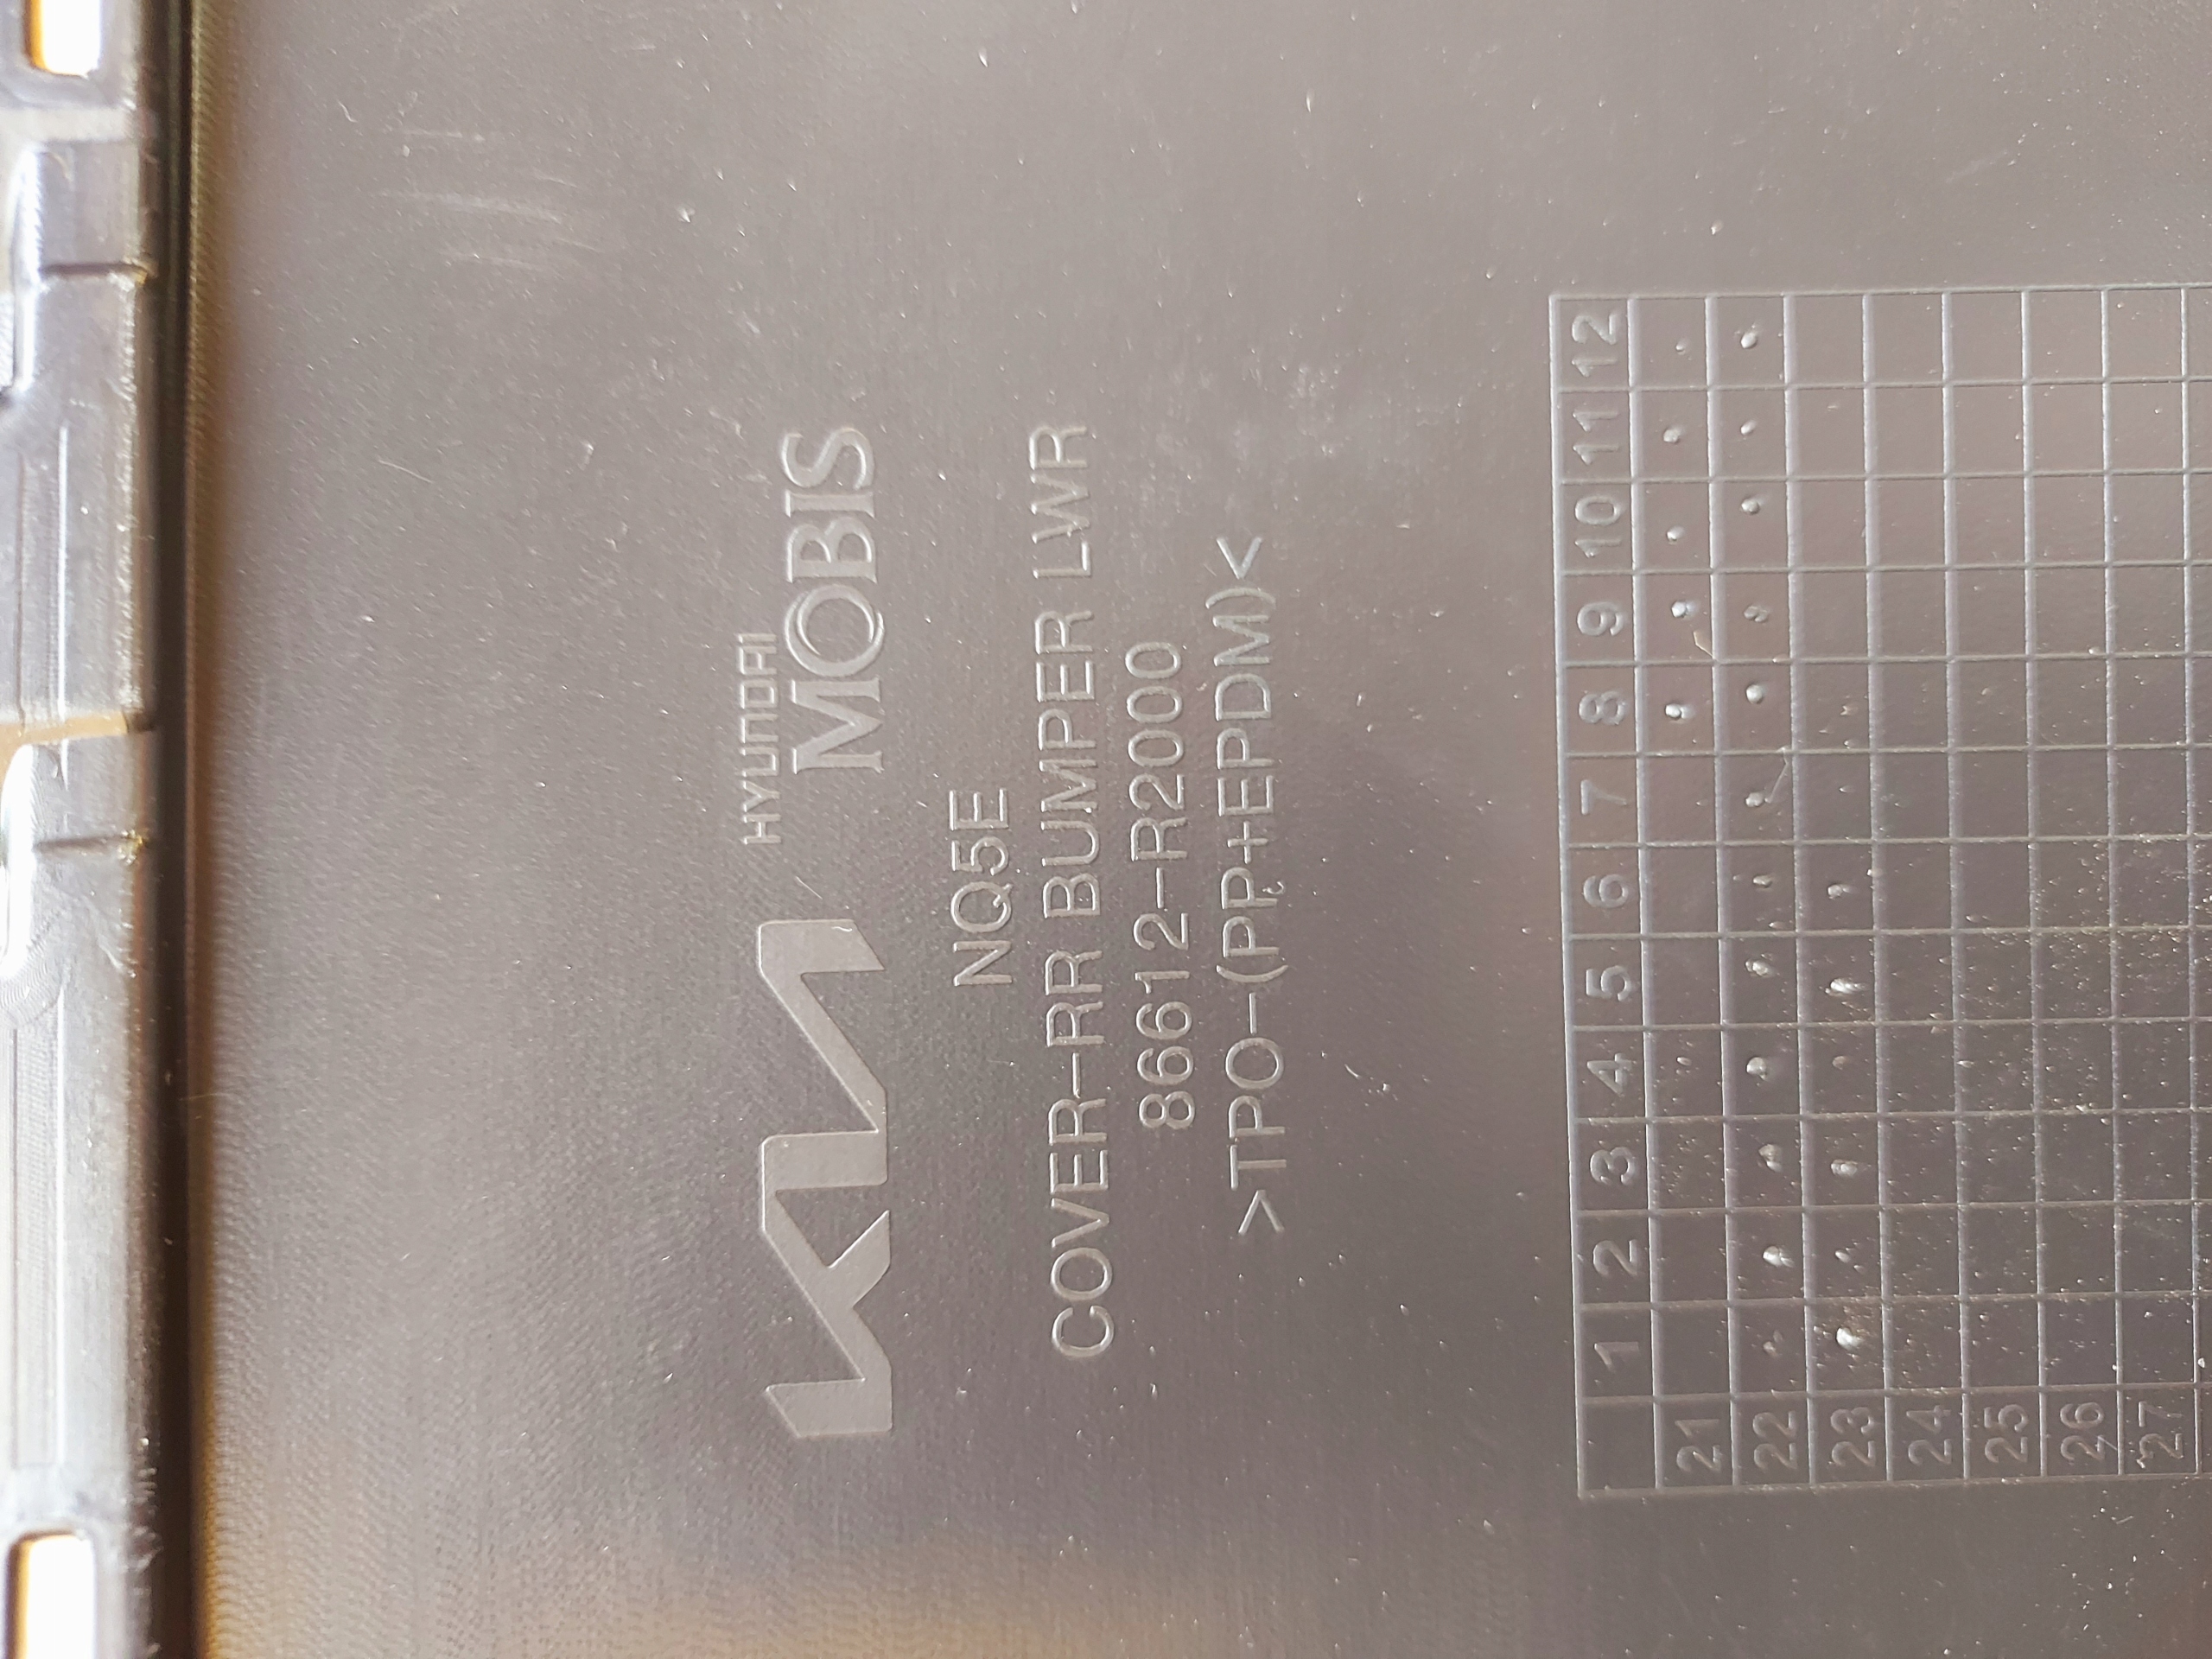 KIA
HYUNDAI
MOBIS
NQ5E
COVER-RR BUMPER LWR
86612-R2000
>TPO-(PP+EPDM)<
1 2 3 4 5 6 7 8 9 10 11 12
21
22
23
24
25
26
27